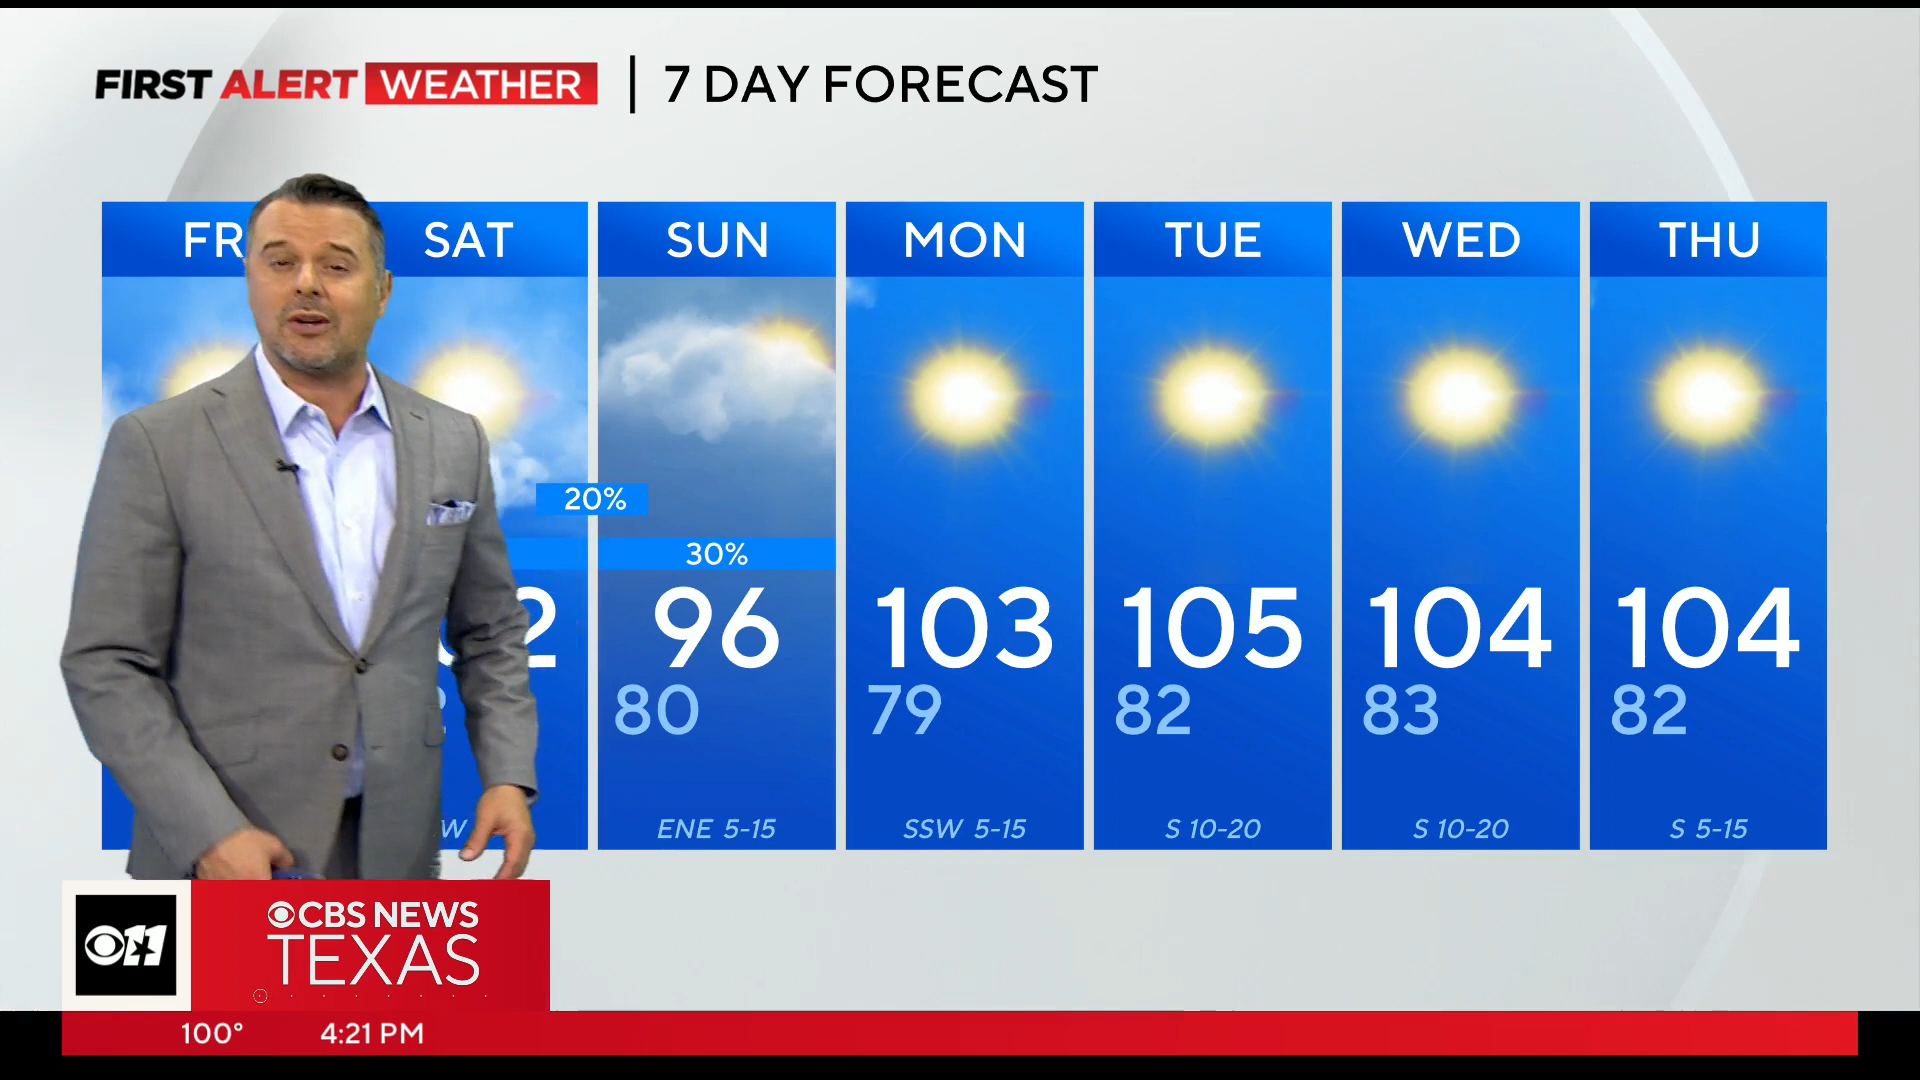 FIRST ALERT WEATHER | 7 DAY FORECAST
SAT SUN MON TUE WED THU
20%
30%
96 103 105 104 104
80 79 82 83 82
ENE 5-15 SSW 5-15 S 10-20 S 10-20 S 5-15
11
CBS NEWS
TEXAS
100° 4:21 PM